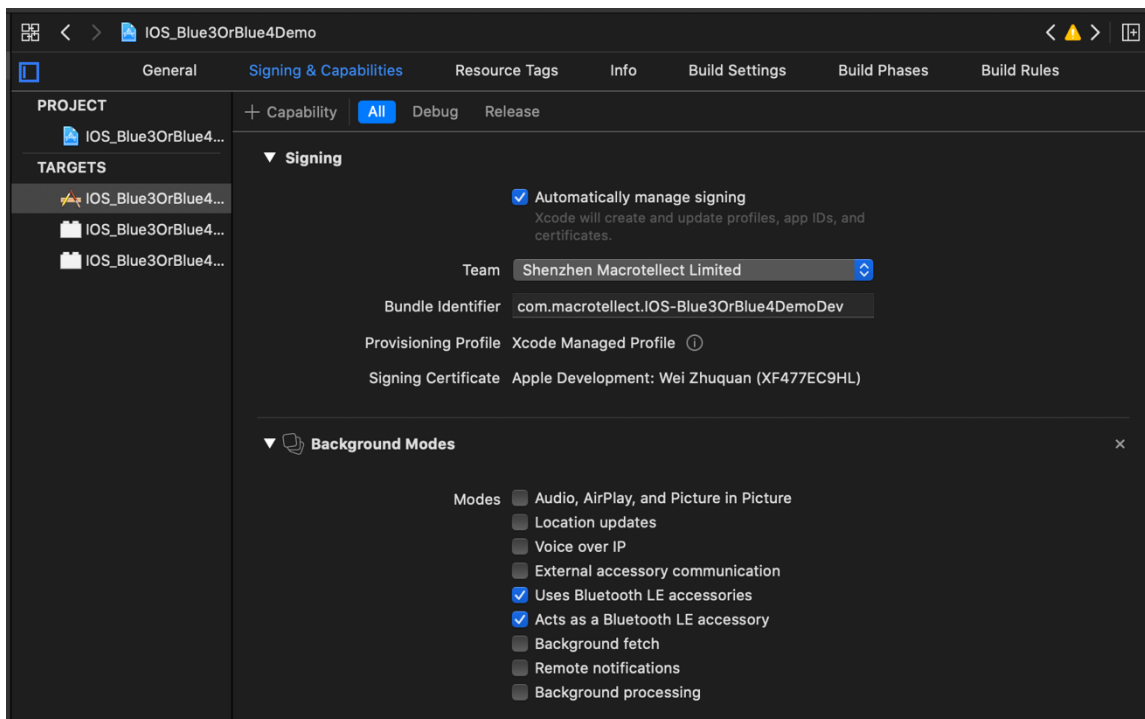 IOS_Blue3OrBlue4Demo
General Signing & Capabilities Resource Tags Info Build Settings Build Phases Build Rules
PROJECT
IOS_Blue3OrBlue4...
TARGETS
IOS_Blue3OrBlue4...
IOS_Blue3OrBlue4...
IOS_Blue3OrBlue4...
+ Capability All Debug Release
Signing
Automatically manage signing
Xcode will create and update profiles, app IDs, and
certificates.
Team Shenzhen Macrotellect Limited
Bundle Identifier com.macrotellect.IOS-Blue3OrBlue4DemoDev
Provisioning Profile Xcode Managed Profile
Signing Certificate Apple Development: Wei Zhuquan (XF477EC9HL)
Background Modes
Modes Audio, AirPlay, and Picture in Picture
Location updates
Voice over IP
External accessory communication
Uses Bluetooth LE accessories
Acts as a Bluetooth LE accessory
Background fetch
Remote notifications
Background processing